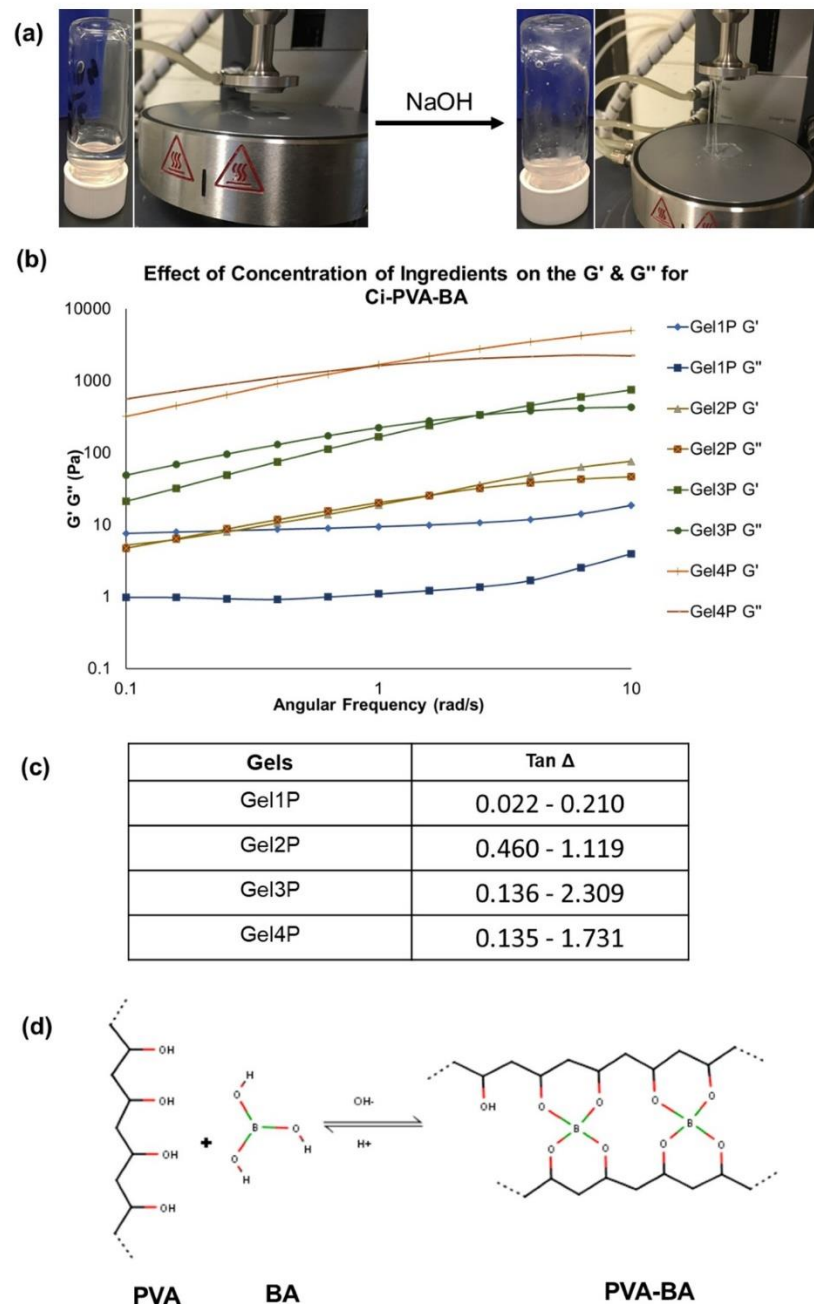 (a)
NaOH
(b)
Effect of Concentration of Ingredients on the G' & G'' for
Ci-PVA-BA
G' G'' (Pa)
10000
1000
100
10
1
0.1
0.1
1
10
Angular Frequency (rad/s)
Gel1P G'
Gel1P G''
Gel2P G'
Gel2P G''
Gel3P G'
Gel3P G''
Gel4P G'
Gel4P G''
(c)
Gels Tan Δ
Gel1P 0.022 - 0.210
Gel2P 0.460 - 1.119
Gel3P 0.136 - 2.309
Gel4P 0.135 - 1.731
(d)
OH
OH
OH
OH
+
H
O
B
O
H
O
H
OH-
H+
OH
O
O
O
O
B
B
O
O
O
O
PVA
BA
PVA-BA